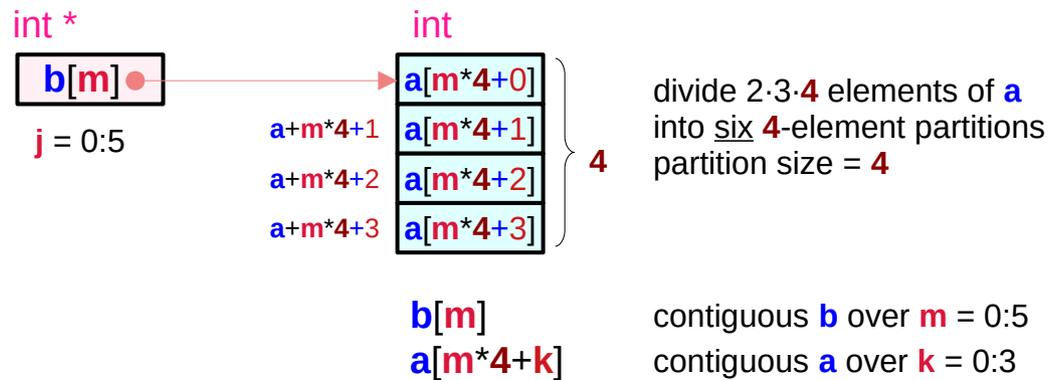 int *
int
b[m]
a[m*4+0]
a+m*4+1
a[m*4+1]
a+m*4+2
a[m*4+2]
a+m*4+3
a[m*4+3]
j = 0:5
4
divide 2·3·4 elements of a
into six 4-element partitions
partition size = 4
b[m]
contiguous b over m = 0:5
a[m*4+k]
contiguous a over k = 0:3